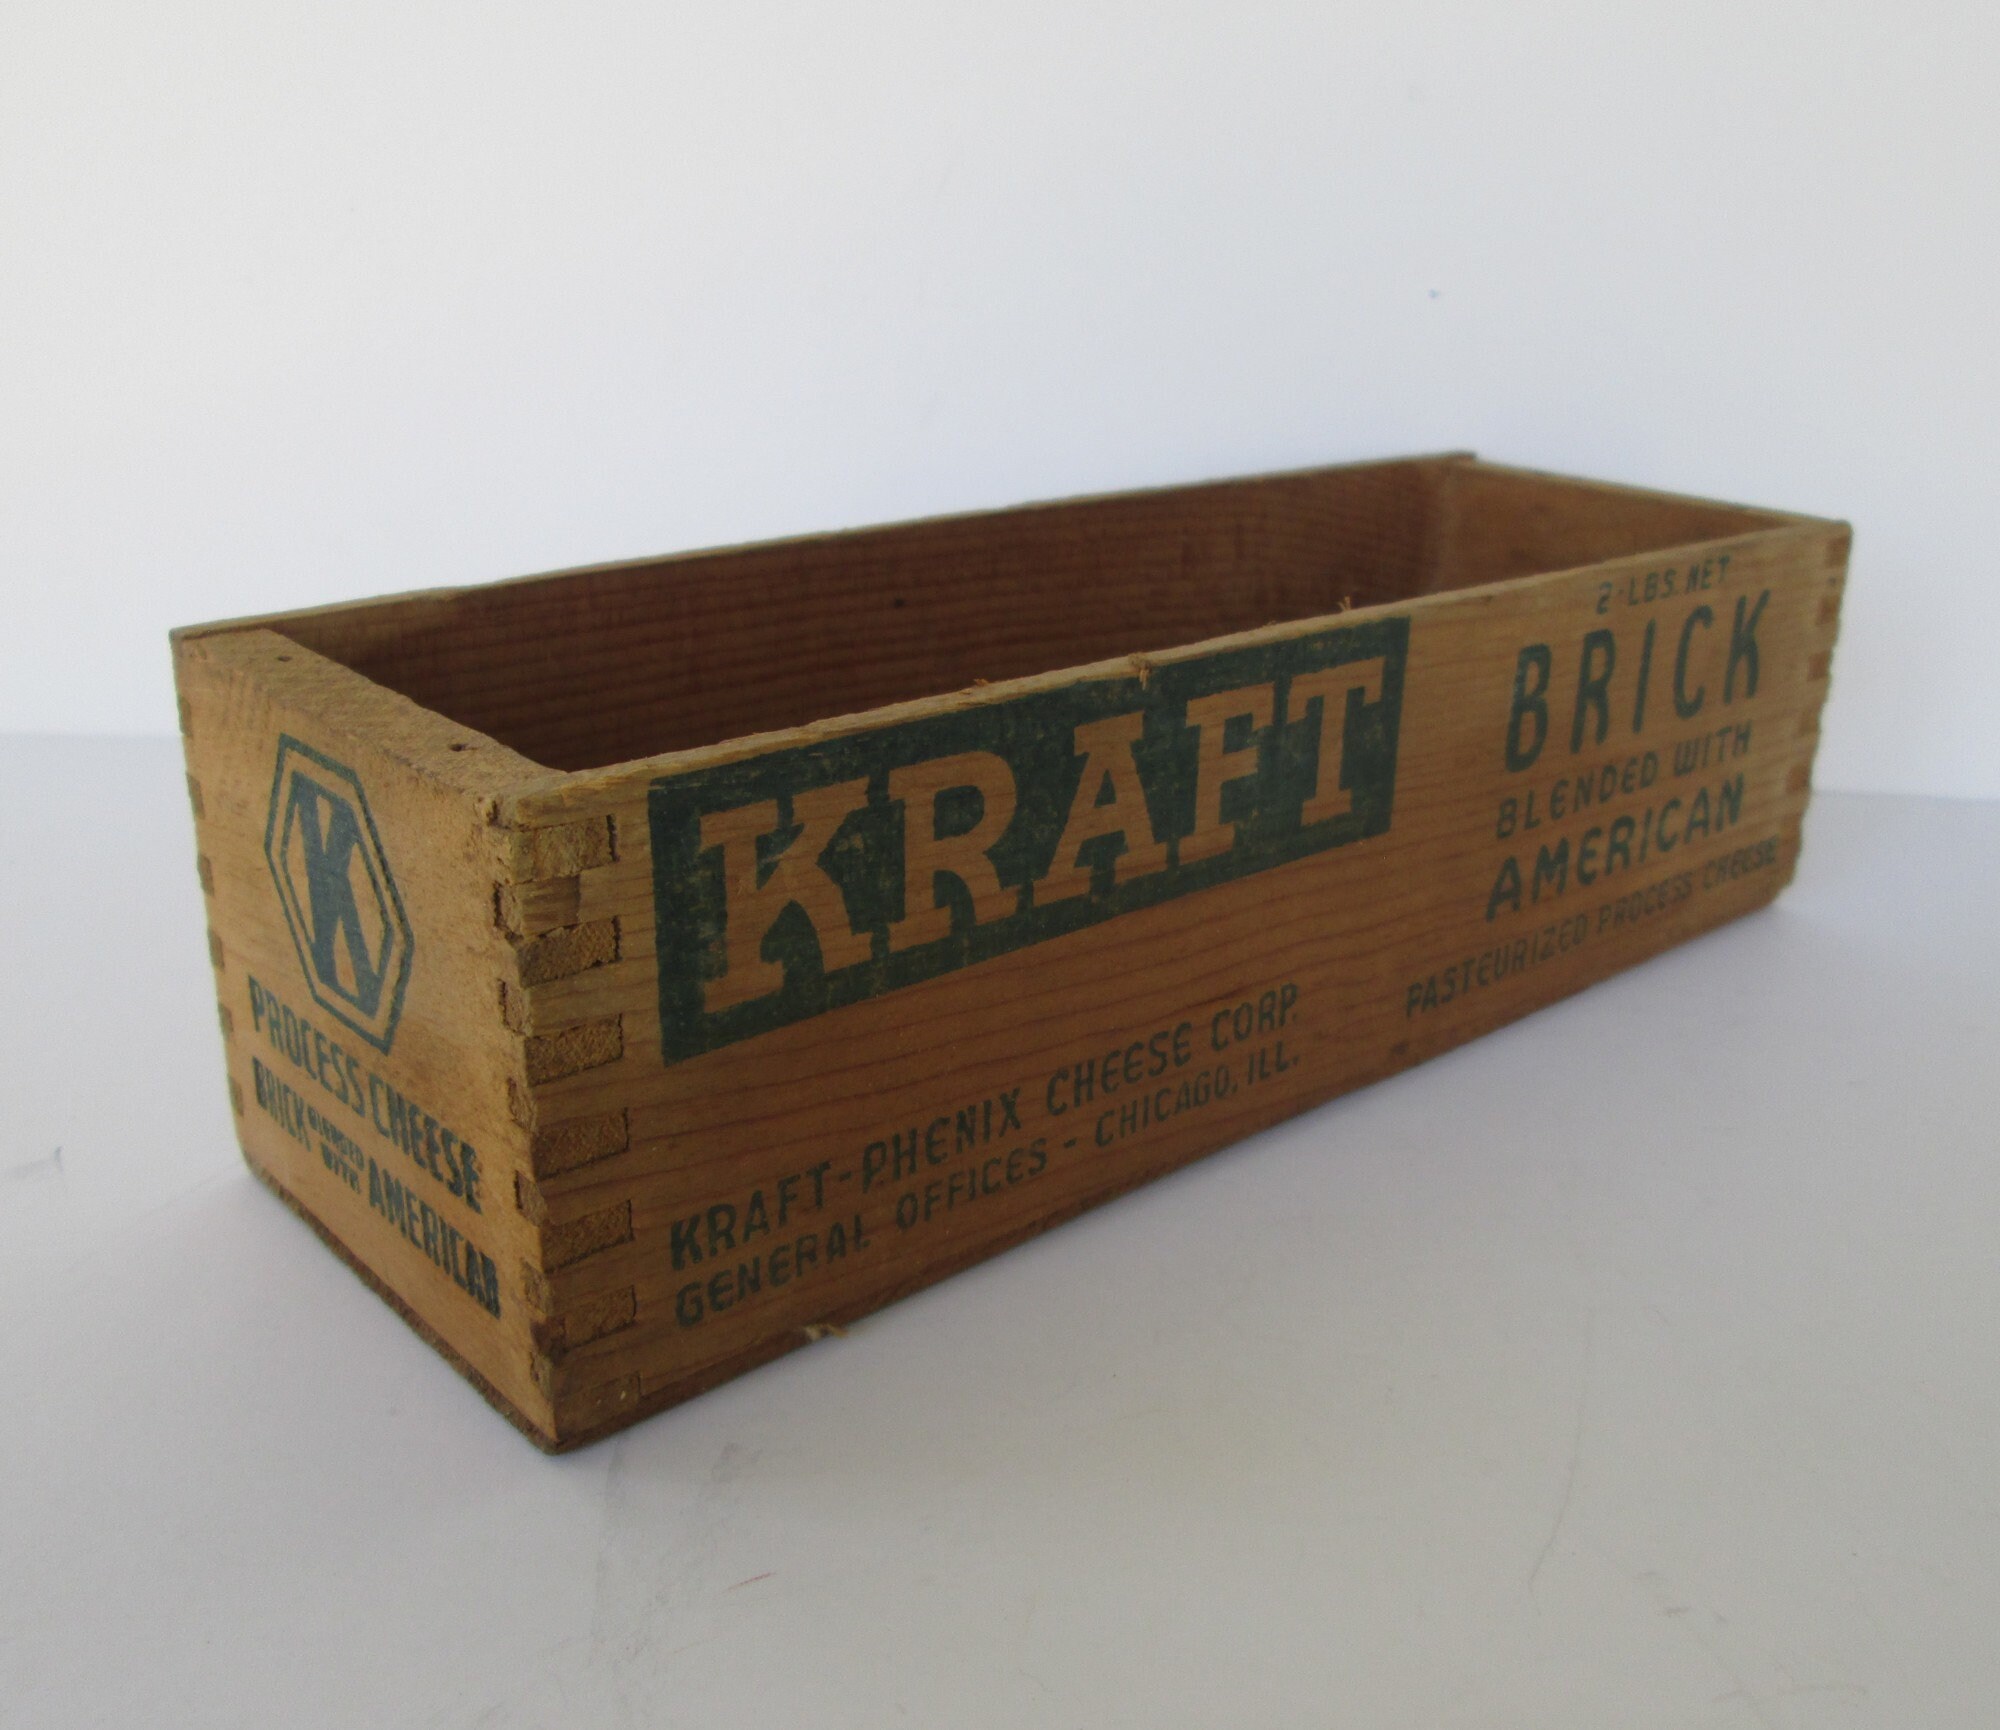 K
PROCESS CHEESE
BRICK BLENDED WITH AMERICAN
KRAFT
KRAFT-PHENIX CHEESE CORP.
GENERAL OFFICES - CHICAGO, ILL.
2-LBS. NET
BRICK
BLENDED WITH
AMERICAN
PASTEURIZED PROCESS CHEESE